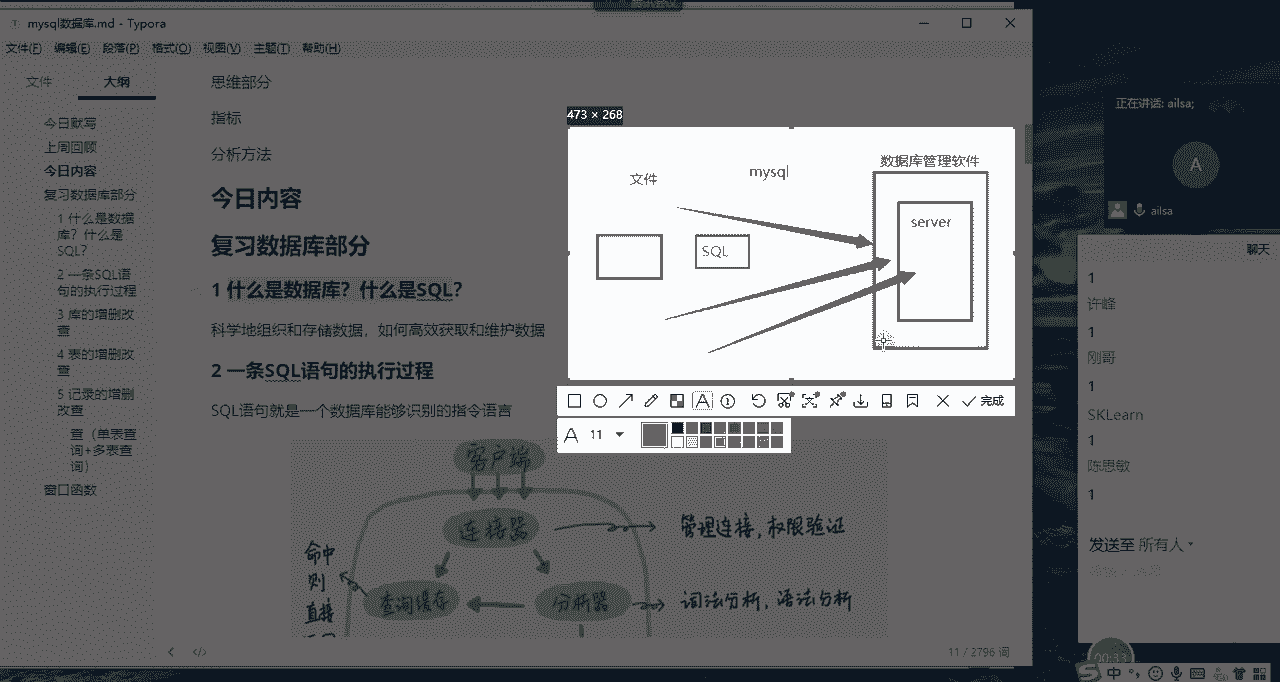 mysql数据库.md - Typora
文件(F) 编辑(E) 段落(P) 格式(O) 视图(V) 主题(T) 帮助(H)
文件 大纲
今日默写
上周回顾
今日内容
复习数据库部分
1 什么是数据
库？什么是
SQL？
2 一条SQL语
句的执行过程
3 库的增删改
查
4 表的增删改
查
5 记录的增删
改查
查（单表查
询+多表查
询）
窗口函数
思维部分
指标
分析方法
今日内容
复习数据库部分
1 什么是数据库？什么是SQL？
科学地组织和存储数据，如何高效获取和维护数据
2 一条SQL语句的执行过程
SQL语句就是一个数据库能够识别的指令语言
客户端
连接器
管理连接，权限验证
命中
则
直接
查询缓存
分析器
词法分析，语法分析
11 / 2796 词
473 × 268
文件
mysql
数据库管理软件
SQL
server
A 1
完成
A 11
正在讲话: ailsa;
A
ailsa
聊天
1
许峰
1
刚哥
1
SKLearn
1
陈思敏
1
发送至 所有人
00:33
中